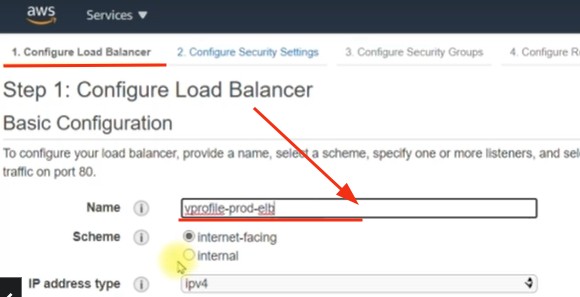 aws
Services
1. Configure Load Balancer
2. Configure Security Settings
3. Configure Security Groups
4. Configure R
Step 1: Configure Load Balancer
Basic Configuration
To configure your load balancer, provide a name, select a scheme, specify one or more listeners, and sel
traffic on port 80.
Name i vprofile-prod-elb
Scheme i internet-facing
internal
IP address type i ipv4